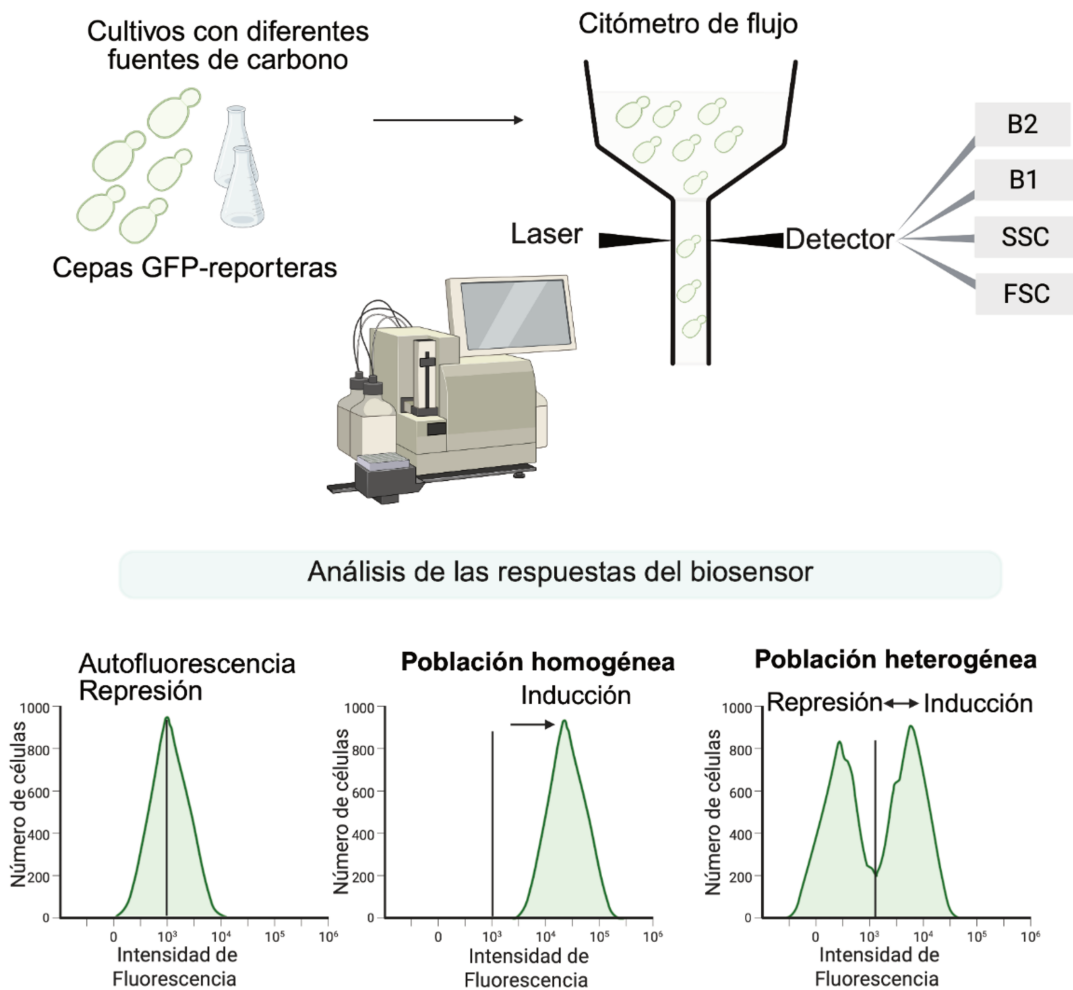 Cultivos con diferentes
fuentes de carbono
Cepas GFP-reporteras
Citómetro de flujo
Laser
Detector
B2
B1
SSC
FSC
Análisis de las respuestas del biosensor
Autofluorescencia
Represión
Número de células
1000
800
600
400
200
0
0 10³ 10⁴ 10⁵ 10⁶
Intensidad de
Fluorescencia
Población homogénea
Inducción
Número de células
1000
800
600
400
200
0
0 10³ 10⁴ 10⁵ 10⁶
Intensidad de
Fluorescencia
Población heterogénea
Represión Inducción
Número de células
1000
800
600
400
200
0
0 10³ 10⁴ 10⁵ 10⁶
Intensidad de
Fluorescencia